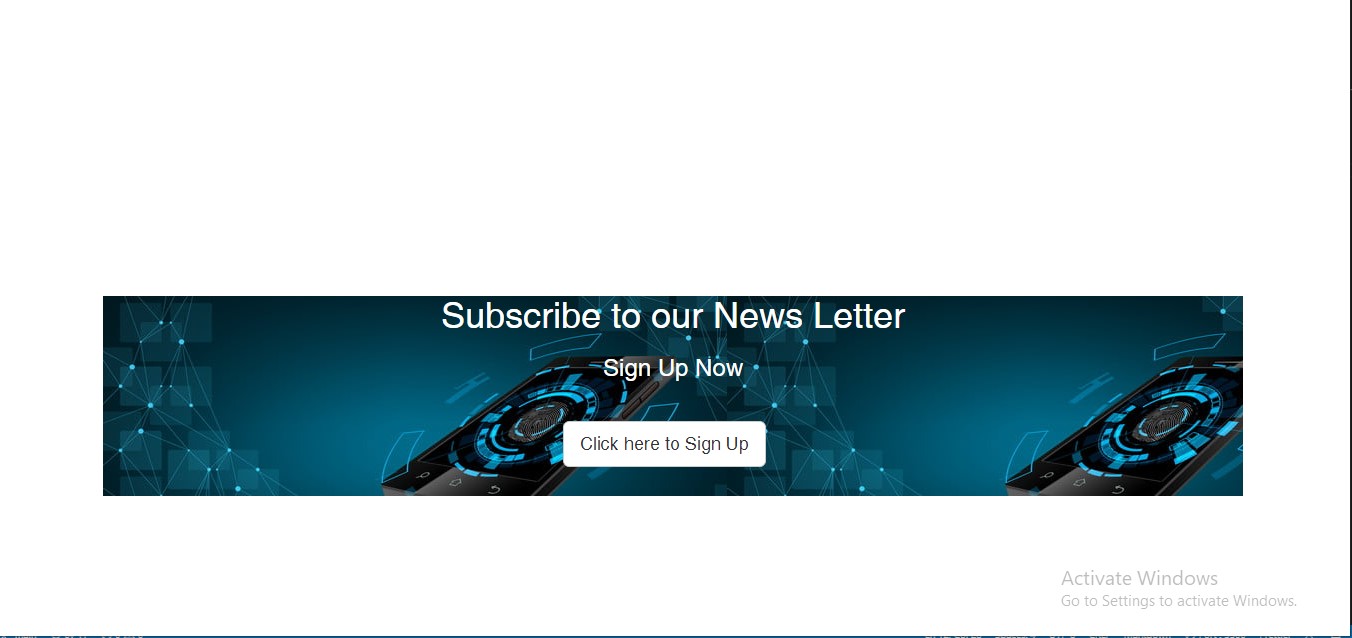 Subscribe to our News Letter
Sign Up Now
Click here to Sign Up
Activate Windows
Go to Settings to activate Windows.